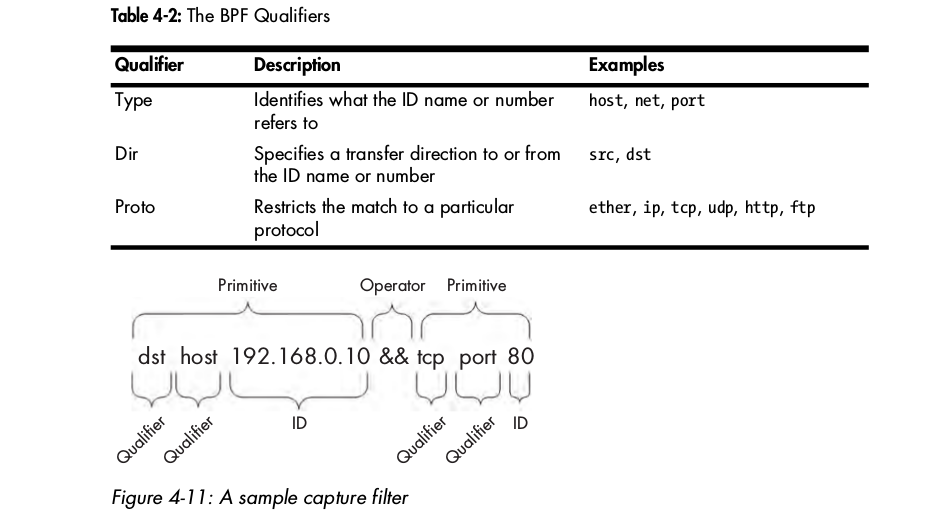 Table 4-2: The BPF Qualifiers
Qualifier Description Examples
Type Identifies what the ID name or number host, net, port
refers to
Dir Specifies a transfer direction to or from src, dst
the ID name or number
Proto Restricts the match to a particular ether, ip, tcp, udp, http, ftp
protocol
Primitive Operator Primitive
dst host 192.168.0.10 && tcp port 80
Qualifier Qualifier ID Qualifier Qualifier ID
Figure 4-11: A sample capture filter